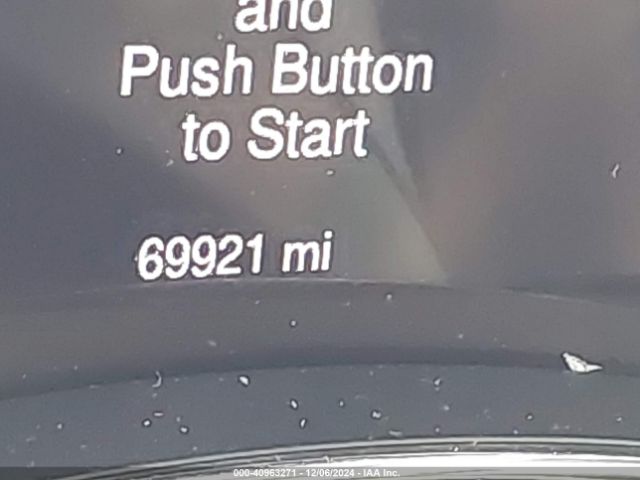 and
Push Button
to Start
69921 mi
000-40963271 - 12/06/2024 - IAA Inc.